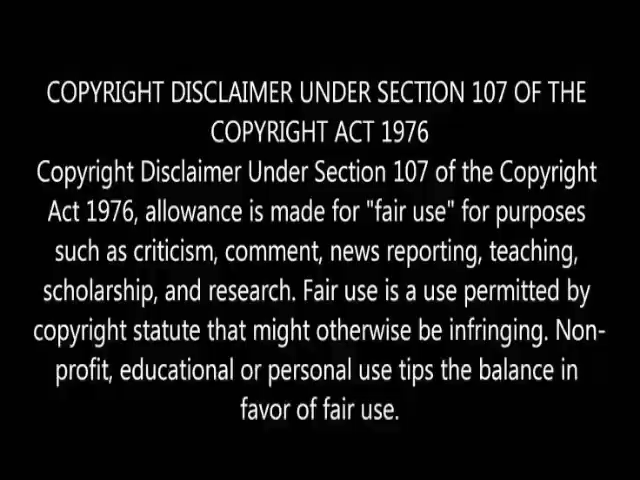 COPYRIGHT DISCLAIMER UNDER SECTION 107 OF THE
COPYRIGHT ACT 1976
Copyright Disclaimer Under Section 107 of the Copyright
Act 1976, allowance is made for "fair use" for purposes
such as criticism, comment, news reporting, teaching,
scholarship, and research. Fair use is a use permitted by
copyright statute that might otherwise be infringing. Non-
profit, educational or personal use tips the balance in
favor of fair use.